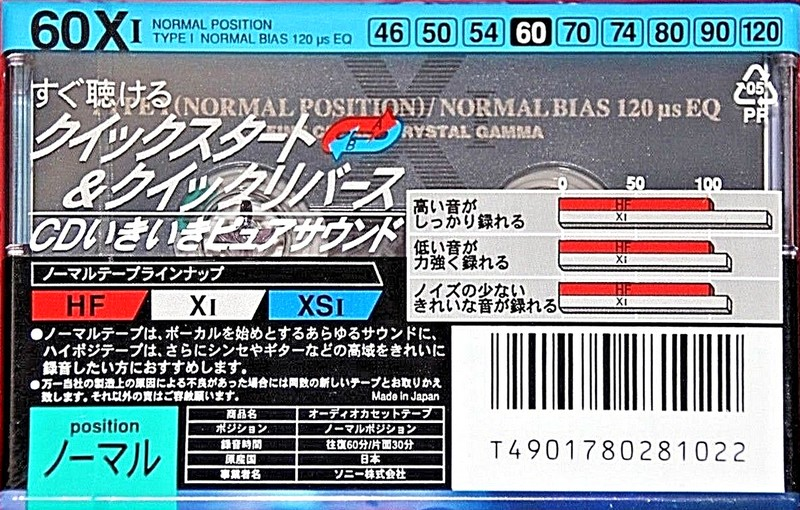 60XI
NORMAL POSITION
TYPE I NORMAL BIAS 120 µs EQ
46 50 54 60 70 74 80 90 120
すぐ聴ける
TYPE I (NORMAL POSITION) / NORMAL BIAS 120 µs EQ
CRYSTAL GAMMA
クイックスタート
&クイックリバース
CDいきいきピュアサウンド
A
B
05
PP
0 50 100
高い音が
しっかり録れる
HF
XI
低い音が
力強く録れる
HF
XI
ノイズの少ない
きれいな音が録れる
HF
XI
ノーマルテープラインナップ
HF XI XSI
●ノーマルテープは、ボーカルを始めとするあらゆるサウンドに、
ハイポジテープは、さらにシンセやギターなどの高域をきれいに
録音したい方におすすめします。
●万一当社の製造上の原因による不良があった場合には同数の新しいテープとお取りかえ
致します。それ以外の責はご容赦願います。
Made in Japan
position
ノーマル
商品名 オーディオカセットテープ
ポジション ノーマルポジション
録音時間 往復60分/片面30分
原産国 日本
事業者名 ソニー株式会社
T4901780281022